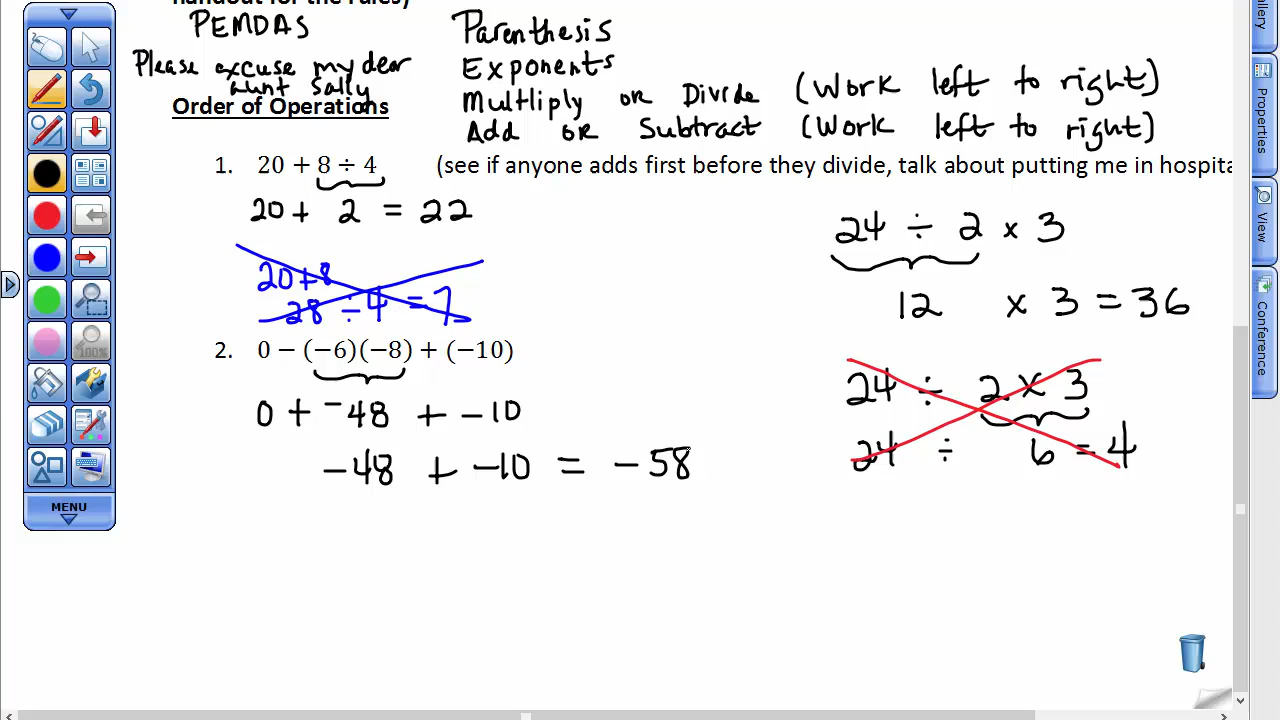 handout for the rules)
PEMDAS
Please excuse my dear
aunt Sally
Order of Operations
Parenthesis
Exponents
Multliply or Divide (Work left to right)
Add or Subtract (Work left to right)
1. 20 + 8 ÷ 4 (see if anyone adds first before they divide, talk about putting me in hospita
20 + 2 = 22
20+8
28 ÷ 4 = 7
24 ÷ 2 x 3
12 x 3 = 36
2. 0 − (−6)(−8) + (−10)
0 + -48 + -10
-48 + -10 = -58
24 ÷ 2 x 3
24 ÷ 6 = 4
MENU
100%
Properties
View
Conference